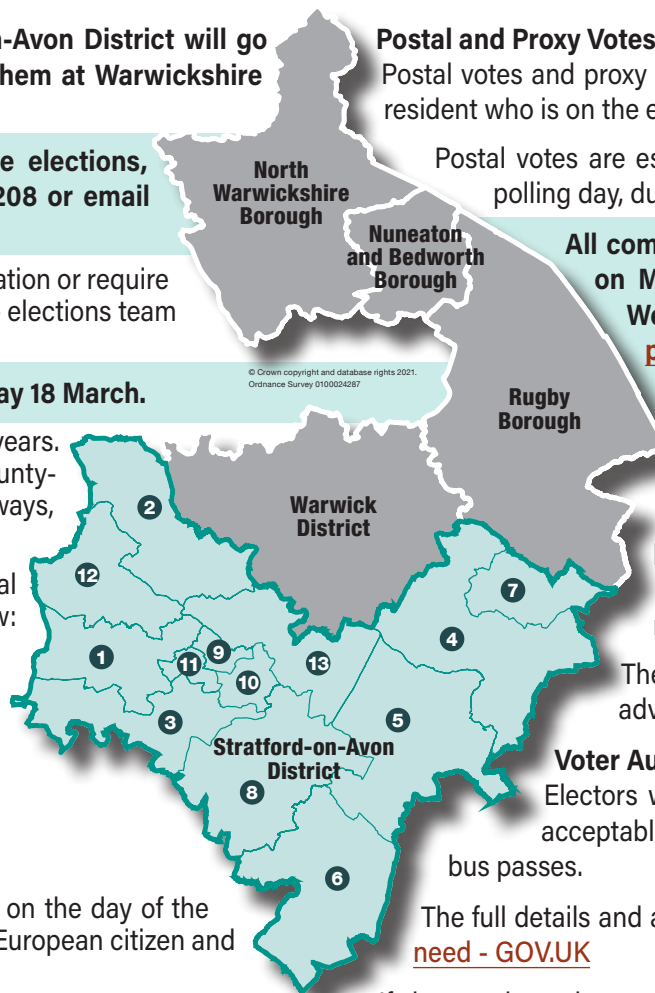 n-Avon District will go
hem at Warwickshire
e elections,
208 or email
ation or require
elections team
ay 18 March.
years.
unty-
ways,
al
w:
on the day of the
European citizen and
North
Warwickshire
Borough
Nuneaton
and Bedworth
Borough
© Crown copyright and database rights 2021.
Ordnance Survey 0100024287
Rugby
Borough
Warwick
District
2
12
7
1
11
9
10
13
4
3
5
Stratford-on-Avon
District
8
6
Postal and Proxy Votes
Postal votes and proxy
resident who is on the e
Postal votes are es
polling day, du
All com
on M
We
p
The
adv
Voter Au
Electors w
acceptabl
bus passes.
The full details and a
need - GOV.UK